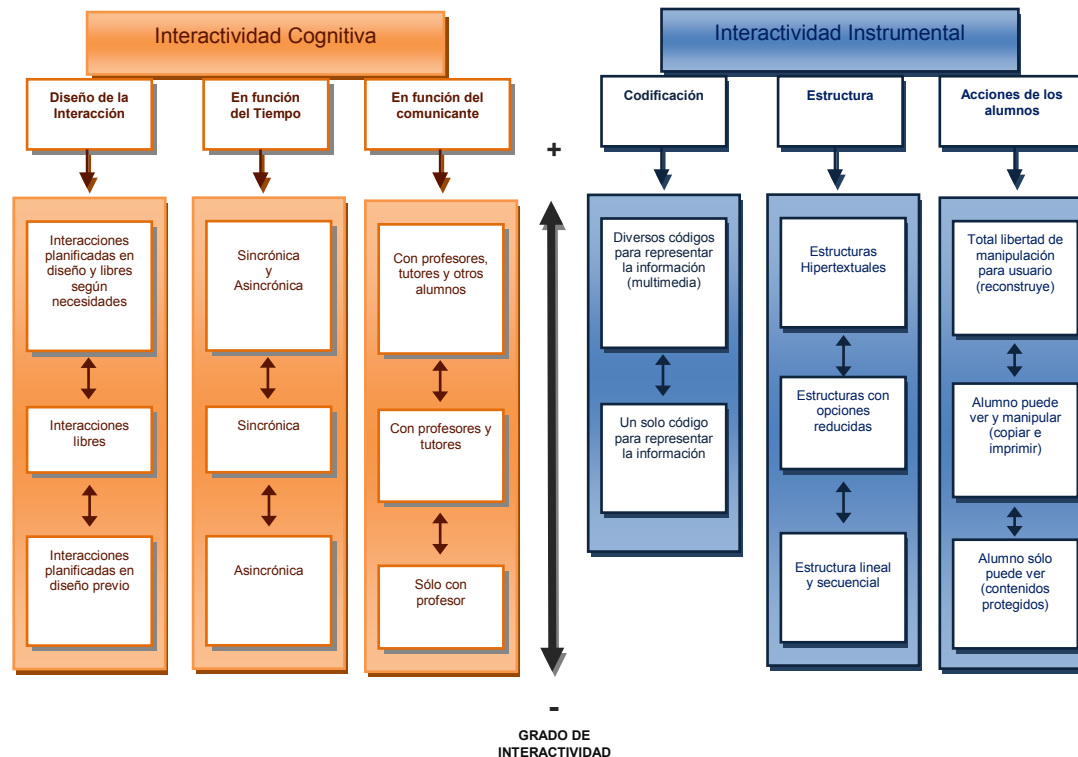 Interactividad Cognitiva
Diseño de la
Interacción
En función
del Tiempo
En función del
comunicante
Interacciones
planificadas en
diseño y libres
según
necesidades
Interacciones
libres
Interacciones
planificadas en
diseño previo
Sincrónica
y
Asincrónica
Sincrónica
Asincrónica
Con profesores,
tutores y otros
alumnos
Con profesores y
tutores
Sólo con
profesor
+
-
GRADO DE
INTERACTIVIDAD
Interactividad Instrumental
Codificación
Estructura
Acciones de los
alumnos
Diversos códigos
para representar
la información
(multimedia)
Un solo código
para representar
la información
Estructuras
Hipertextuales
Estructuras con
opciones
reducidas
Estructura lineal
y secuencial
Total libertad de
manipulación
para usuario
(reconstruye)
Alumno puede
ver y manipular
(copiar e
imprimir)
Alumno sólo
puede ver
(contenidos
protegidos)